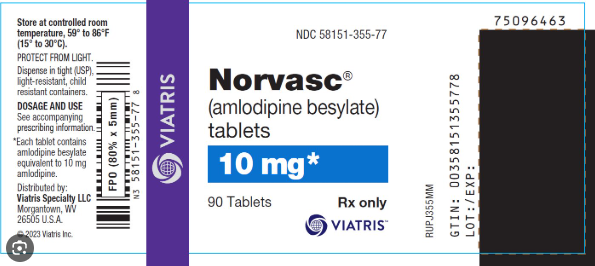 Store at controlled room
temperature, 59° to 86°F
(15° to 30°C).
PROTECT FROM LIGHT.
Dispense in tight (USP),
light-resistant, child
resistant containers.
DOSAGE AND USE
See accompanying
prescribing information.
*Each tablet contains
amlodipine besylate
equivalent to 10 mg
amlodipine.
Distributed by:
Viatris Specialty LLC
Morgantown, WV
26505 U.S.A.
© 2023 Viatris Inc.
FPO (80% x 5mm)
N3 58151-355-77 8
VIATRIS
NDC 58151-355-77
Norvasc®
(amlodipine besylate)
tablets
10 mg*
90 Tablets Rx only
VIATRIS™
75096463
RUPJ355MM
GTIN: 00358151355778
LOT:/EXP: